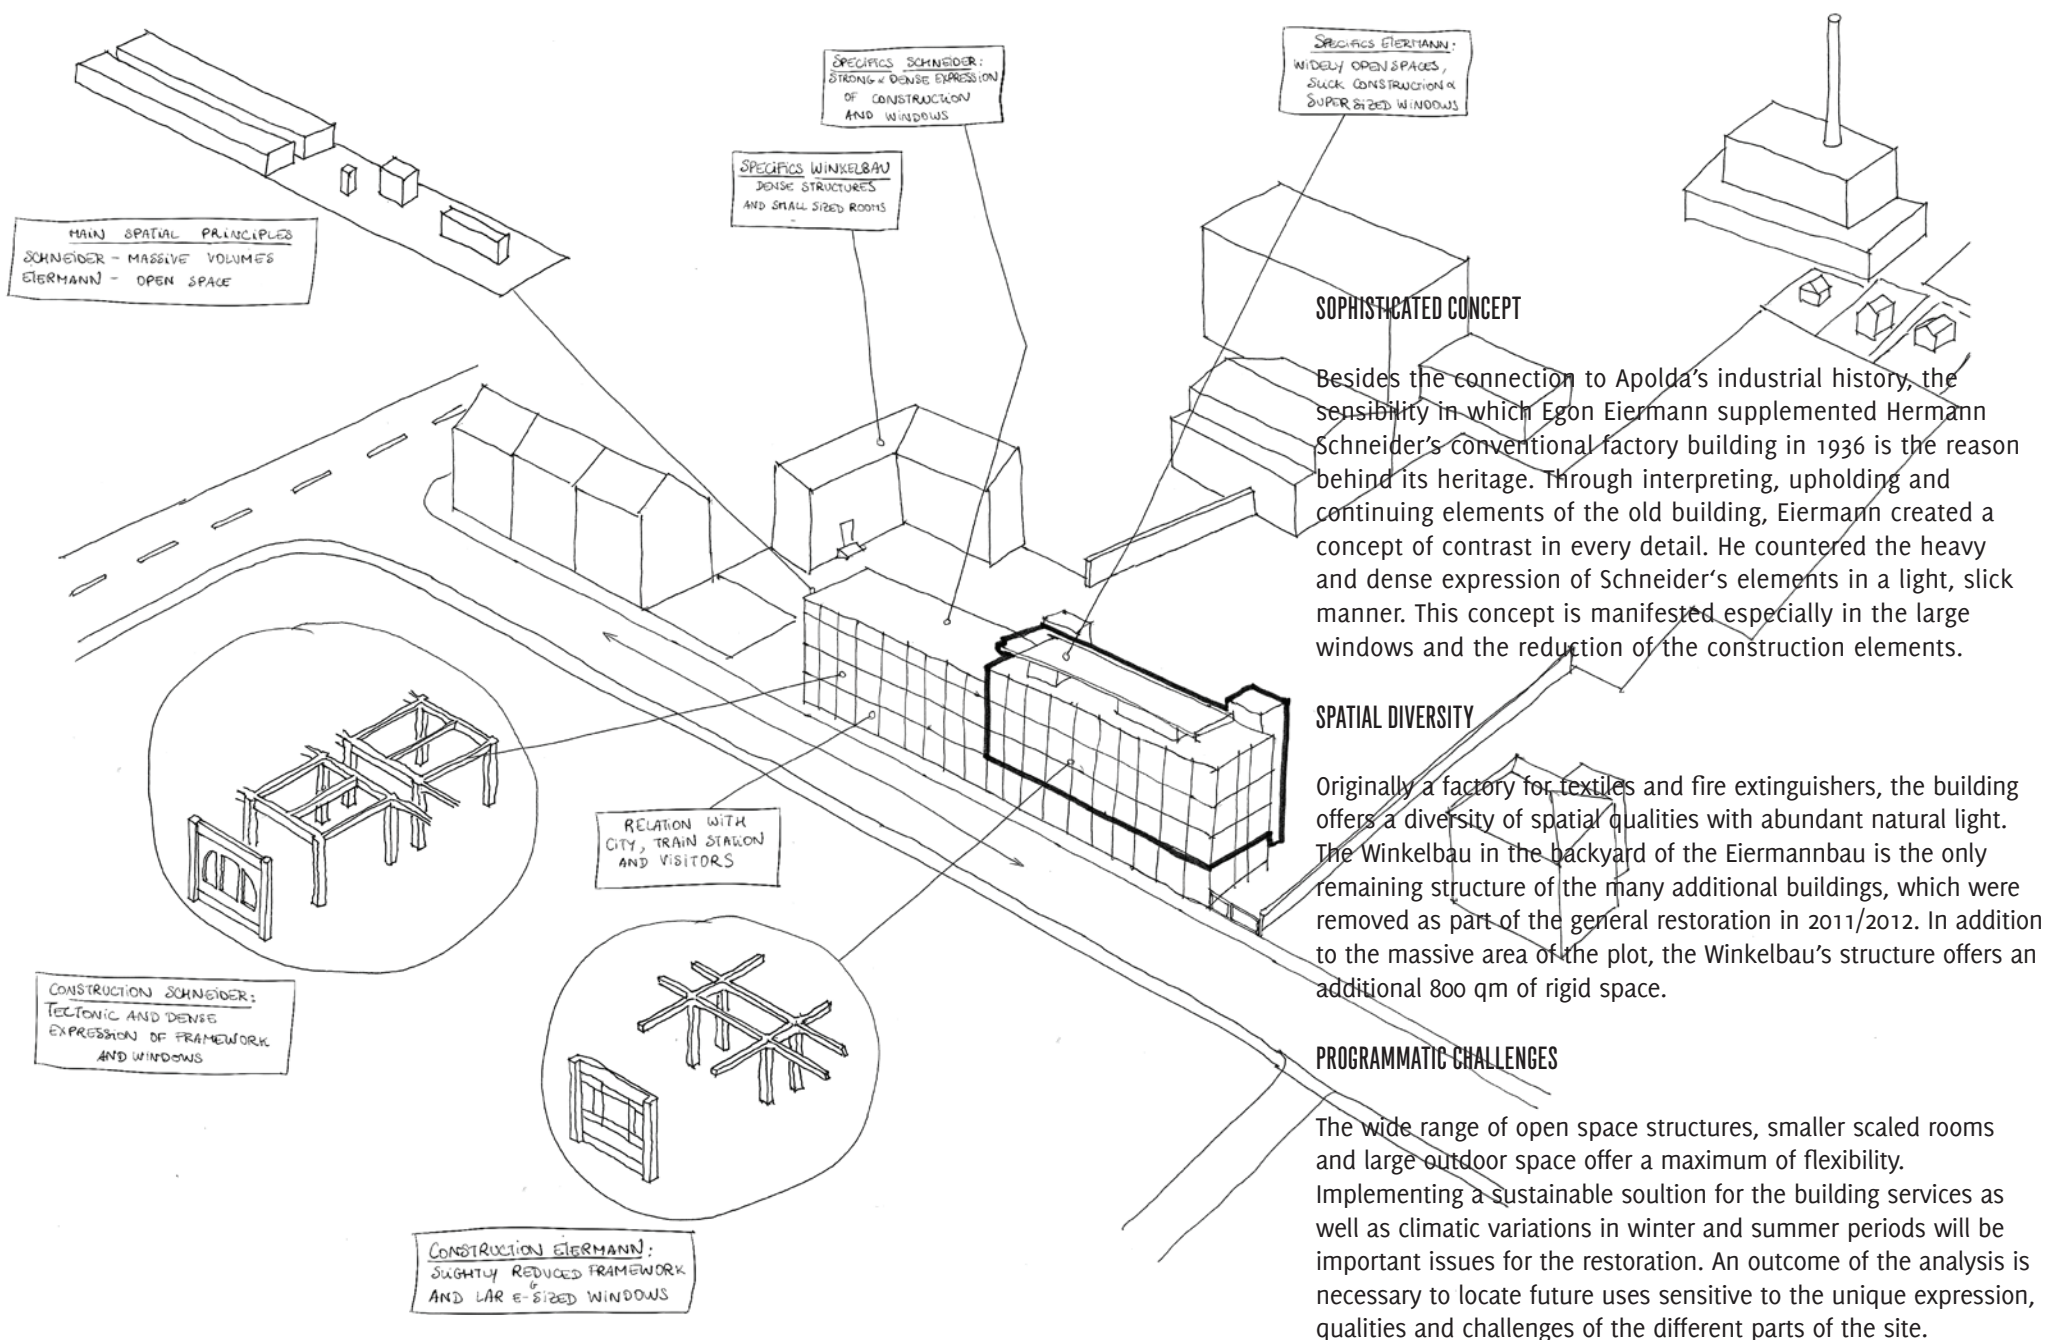 SPECIFICS SCHNEIDER:
STRONG & DENSE EXPRESSION
OF CONSTRUCTION
AND WINDOWS
SPECIFICS EIERMANN:
WIDELY OPEN SPACES,
SLICK CONSTRUCTION &
SUPER SIZED WINDOWS
SPECIFICS WINKELBAU
DENSE STRUCTURES
AND SMALL SIZED ROOMS
MAIN SPATIAL PRINCIPLES
SCHNEIDER - MASSIVE VOLUMES
EIERMANN - OPEN SPACE
RELATION WITH
CITY, TRAIN STATION
AND VISITORS
CONSTRUCTION SCHNEIDER:
TECTONIC AND DENSE
EXPRESSION OF FRAMEWORK
AND WINDOWS
CONSTRUCTION EIERMANN:
SLIGHTLY REDUCED FRAMEWORK
AND LAR E-SIZED WINDOWS
G
SOPHISTICATED CONCEPT
Besides the connection to Apolda's industrial history, the
sensibility in which Egon Eiermann supplemented Hermann
Schneider's conventional factory building in 1936 is the reason
behind its heritage. Through interpreting, upholding and
continuing elements of the old building, Eiermann created a
concept of contrast in every detail. He countered the heavy
and dense expression of Schneider‘s elements in a light, slick
manner. This concept is manifested especially in the large
windows and the reduction of the construction elements.
SPATIAL DIVERSITY
Originally a factory for textiles and fire extinguishers, the building
offers a diversity of spatial qualities with abundant natural light.
The Winkelbau in the backyard of the Eiermannbau is the only
remaining structure of the many additional buildings, which were
removed as part of the general restoration in 2011/2012. In addition
to the massive area of the plot, the Winkelbau's structure offers an
additional 800 qm of rigid space.
PROGRAMMATIC CHALLENGES
The wide range of open space structures, smaller scaled rooms
and large outdoor space offer a maximum of flexibility.
Implementing a sustainable soultion for the building services as
well as climatic variations in winter and summer periods will be
important issues for the restoration. An outcome of the analysis is
necessary to locate future uses sensitive to the unique expression,
qualities and challenges of the different parts of the site.